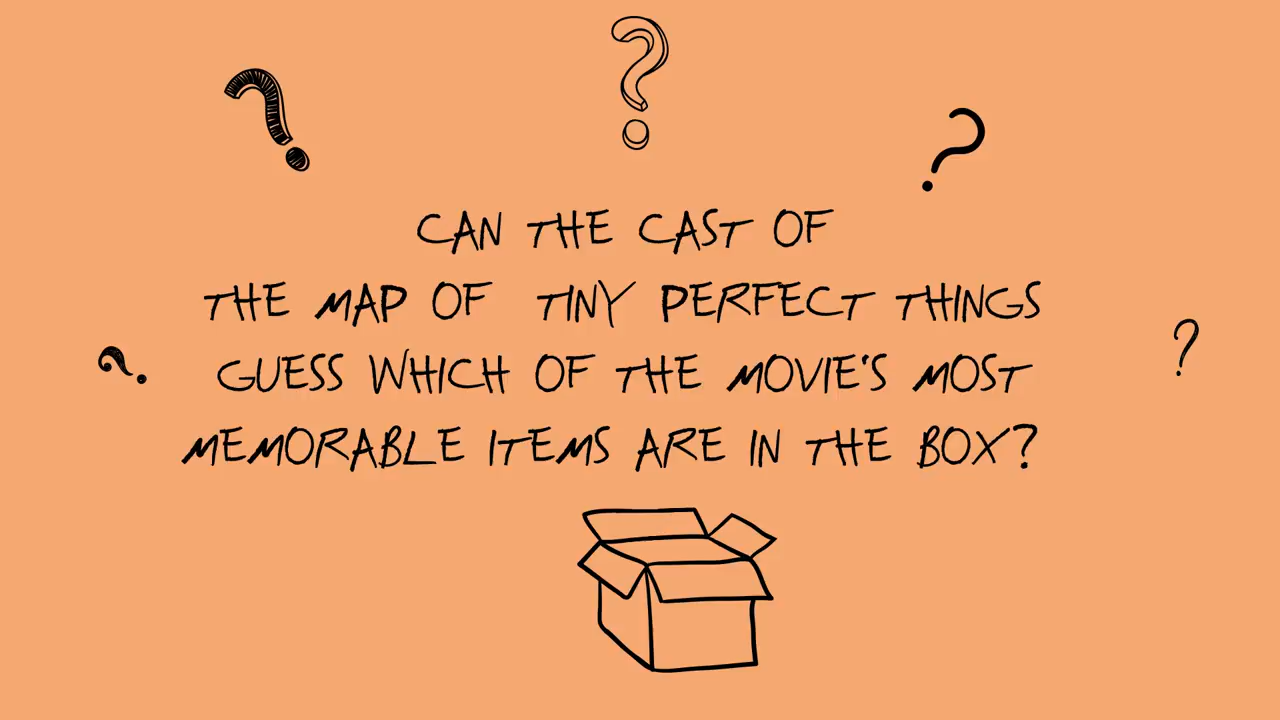 CAN THE CAST OF
THE MAP OF TINY PERFECT THINGS
GUESS WHICH OF THE MOVIE'S MOST
MEMORABLE ITEMS ARE IN THE BOX?